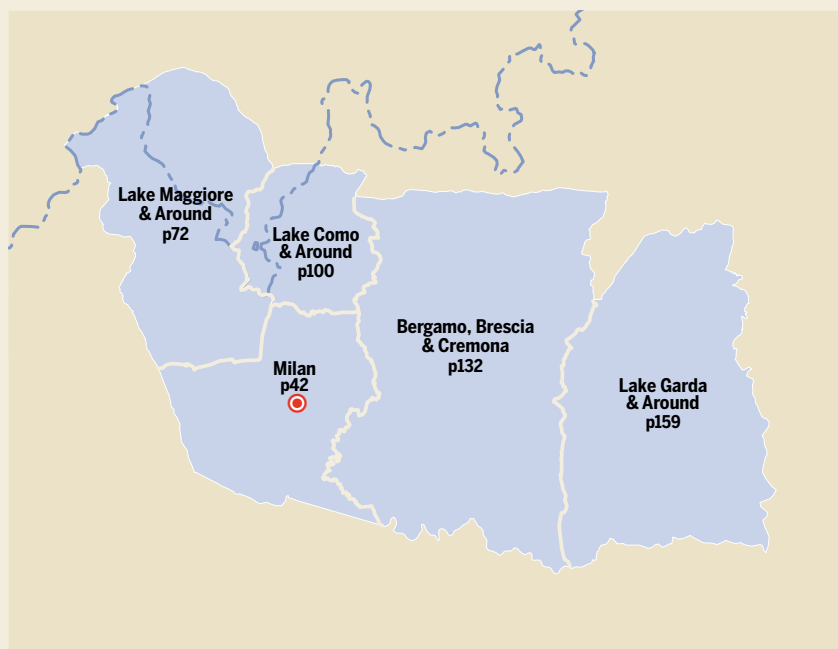 Lake Maggiore
& Around
p72
Lake Como
& Around
p100
Bergamo, Brescia
& Cremona
p132
Milan
p42
Lake Garda
& Around
p159